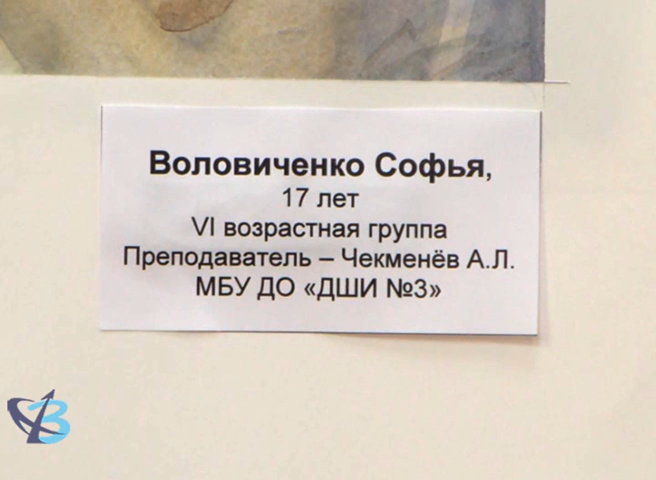 Воловиченко Софья,
17 лет
VI возрастная группа
Преподаватель – Чекменёв А.Л.
МБУ ДО «ДШИ №3»